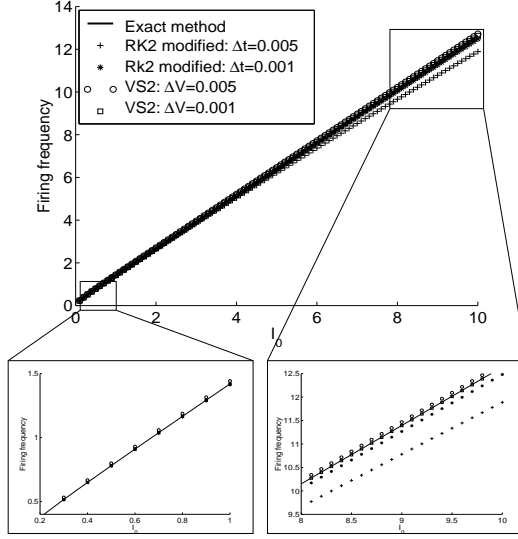 14
12
10
8
6
4
2
0
Firing frequency
Exact method
RK2 modified: Δt=0.005
Rk2 modified: Δt=0.001
VS2: ΔV=0.005
VS2: ΔV=0.001
0 2 4 6 8 10
I₀
1.5
1
0.5
Firing frequency
0.2 0.4 0.6 0.8 1
I₀
12.5
12
11.5
11
10.5
10
9.5
Firing frequency
8 8.5 9 9.5 10
I₀